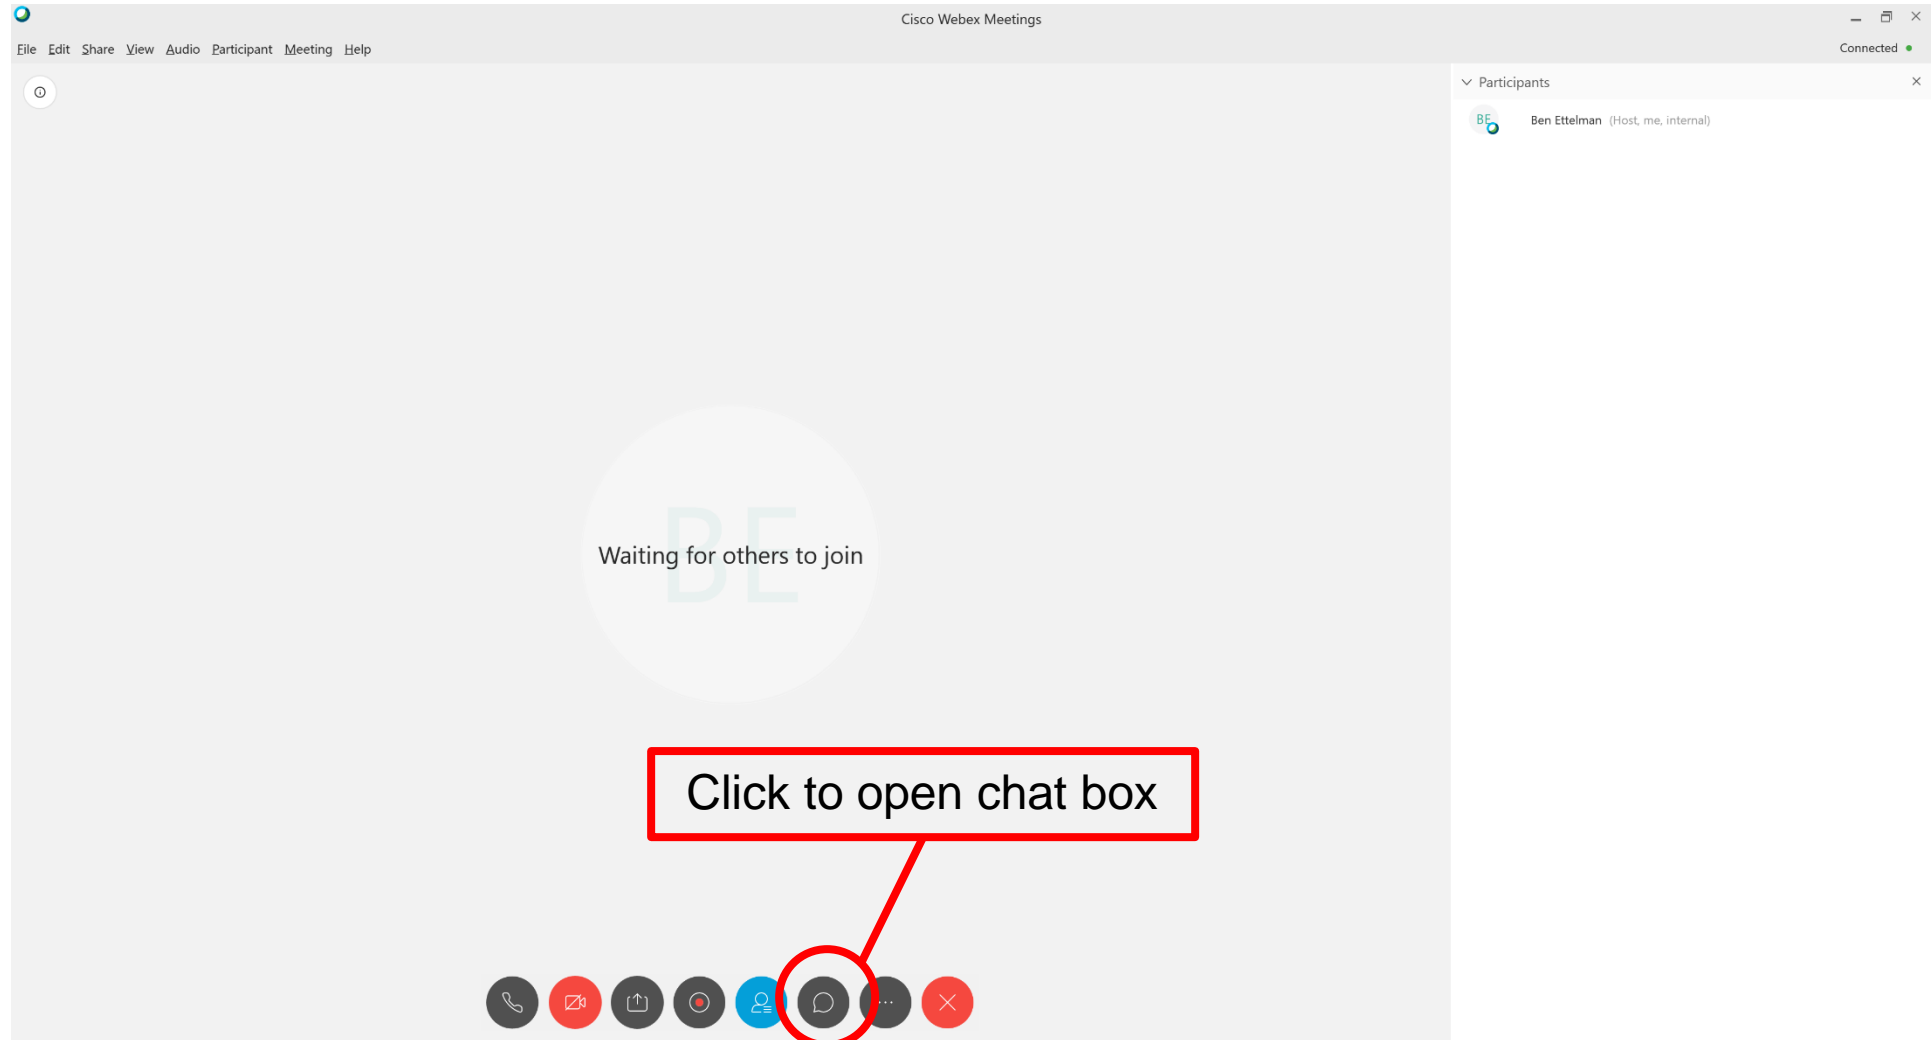 Cisco Webex Meetings
File Edit Share View Audio Participant Meeting Help
Connected
Participants
BE
Ben Ettelman (Host, me, internal)
BE
Waiting for others to join
Click to open chat box